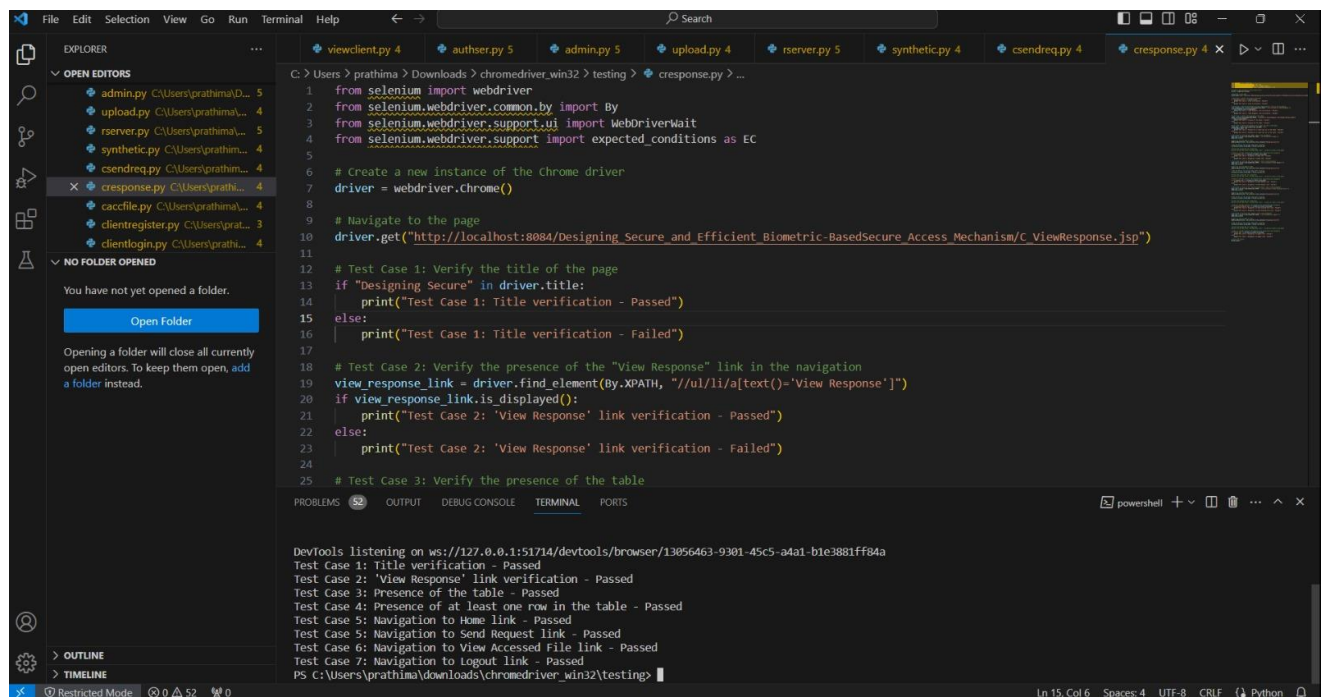 File Edit Selection View Go Run Terminal Help
Search
EXPLORER
viewclient.py 4 authser.py 5 admin.py 5 upload.py 4 rserver.py 5 synthetic.py 4 csendreq.py 4 cresponse.py 4
OPEN EDITORS
admin.py C:\Users\prathima\D... 5
upload.py C:\Users\prathima\... 4
rserver.py C:\Users\prathima\... 5
synthetic.py C:\Users\prathim... 4
csendreq.py C:\Users\prathim... 4
cresponse.py C:\Users\prathi... 4
caccfile.py C:\Users\prathima\... 4
clientregister.py C:\Users\prat... 3
clientlogin.py C:\Users\prathi... 4
NO FOLDER OPENED
You have not yet opened a folder.
Open Folder
Opening a folder will close all currently
open editors. To keep them open, add
a folder instead.
OUTLINE
TIMELINE
C: > Users > prathima > Downloads > chromedriver_win32 > testing > cresponse.py > ...
1 from selenium import webdriver
2 from selenium.webdriver.common.by import By
3 from selenium.webdriver.support.ui import WebDriverWait
4 from selenium.webdriver.support import expected_conditions as EC
5
6 # Create a new instance of the Chrome driver
7 driver = webdriver.Chrome()
8
9 # Navigate to the page
10 driver.get("http://localhost:8084/Designing_Secure_and_Efficient_Biometric-BasedSecure_Access_Mechanism/C_ViewResponse.jsp")
11
12 # Test Case 1: Verify the title of the page
13 if "Designing Secure" in driver.title:
14 print("Test Case 1: Title verification - Passed")
15 else:
16 print("Test Case 1: Title verification - Failed")
17
18 # Test Case 2: Verify the presence of the "View Response" link in the navigation
19 view_response_link = driver.find_element(By.XPATH, "//ul/li/a[text()='View Response']")
20 if view_response_link.is_displayed():
21 print("Test Case 2: 'View Response' link verification - Passed")
22 else:
23 print("Test Case 2: 'View Response' link verification - Failed")
24
25 # Test Case 3: Verify the presence of the table
PROBLEMS 52 OUTPUT DEBUG CONSOLE TERMINAL PORTS
powershell
DevTools listening on ws://127.0.0.1:51714/devtools/browser/13056463-9301-45c5-a4a1-b1e3881ff84a
Test Case 1: Title verification - Passed
Test Case 2: 'View Response' link verification - Passed
Test Case 3: Presence of the table - Passed
Test Case 4: Presence of at least one row in the table - Passed
Test Case 5: Navigation to Home link - Passed
Test Case 5: Navigation to Send Request link - Passed
Test Case 6: Navigation to View Accessed File link - Passed
Test Case 7: Navigation to Logout link - Passed
PS C:\Users\prathima\downloads\chromedriver_win32\testing>
Restricted Mode 0 52 0 Ln 15, Col 6 Spaces: 4 UTF-8 CRLF Python